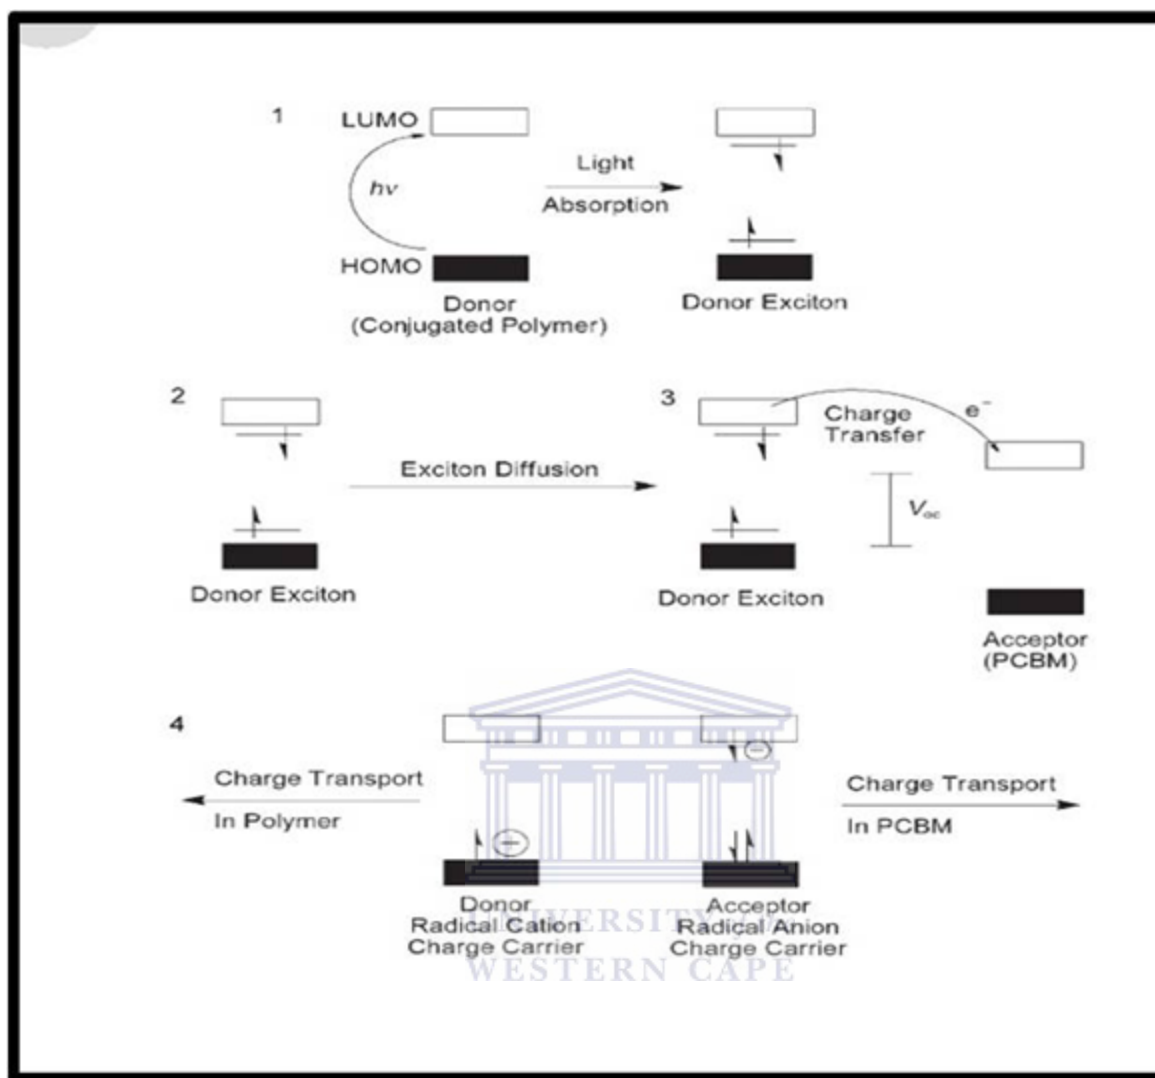 1
LUMO
hν
HOMO
Donor
(Conjugated Polymer)
Light
Absorption
Donor Exciton
2
Donor Exciton
Exciton Diffusion
3
Donor Exciton
Charge
Transfer
e⁻
Voc
Acceptor
(PCBM)
4
Charge Transport
In Polymer
Donor
Radical Cation
Charge Carrier
Acceptor
Radical Anion
Charge Carrier
Charge Transport
In PCBM
UNIVERSITY of the
WESTERN CAPE